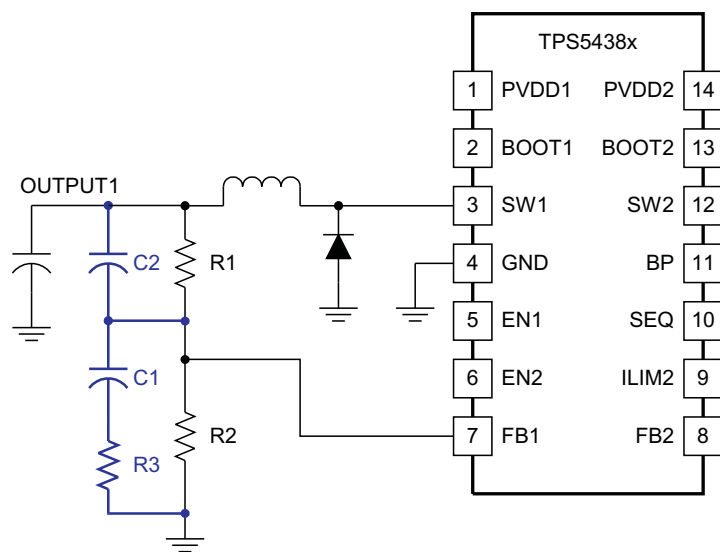 TPS5438x
1 PVDD1 PVDD2 14
2 BOOT1 BOOT2 13
OUTPUT1
3 SW1 SW2 12
C2 R1
4 GND BP 11
5 EN1 SEQ 10
C1
6 EN2 ILIM2 9
R2
7 FB1 FB2 8
R3